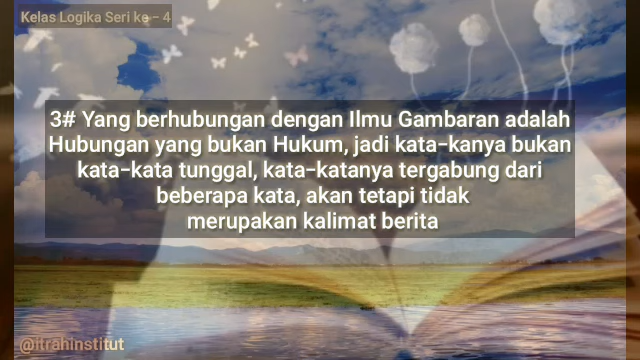 Kelas Logika Seri ke - 4
3# Yang berhubungan dengan Ilmu Gambaran adalah
Hubungan yang bukan Hukum, jadi kata-kanya bukan
kata-kata tunggal, kata-katanya tergabung dari
beberapa kata, akan tetapi tidak
merupakan kalimat berita
@itrahinstitut